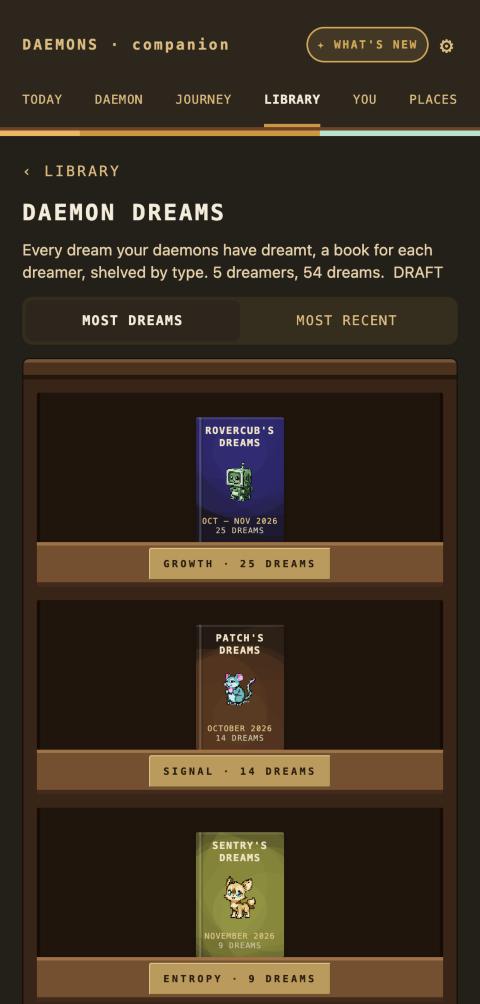 DAEMONS · companion
✦ WHAT'S NEW
TODAY DAEMON JOURNEY LIBRARY YOU PLACES
‹ LIBRARY
DAEMON DREAMS
Every dream your daemons have dreamt, a book for each
dreamer, shelved by type. 5 dreamers, 54 dreams. DRAFT
MOST DREAMS MOST RECENT
ROVERCUB'S
DREAMS
OCT – NOV 2026
25 DREAMS
GROWTH · 25 DREAMS
PATCH'S
DREAMS
OCTOBER 2026
14 DREAMS
SIGNAL · 14 DREAMS
SENTRY'S
DREAMS
NOVEMBER 2026
9 DREAMS
ENTROPY · 9 DREAMS